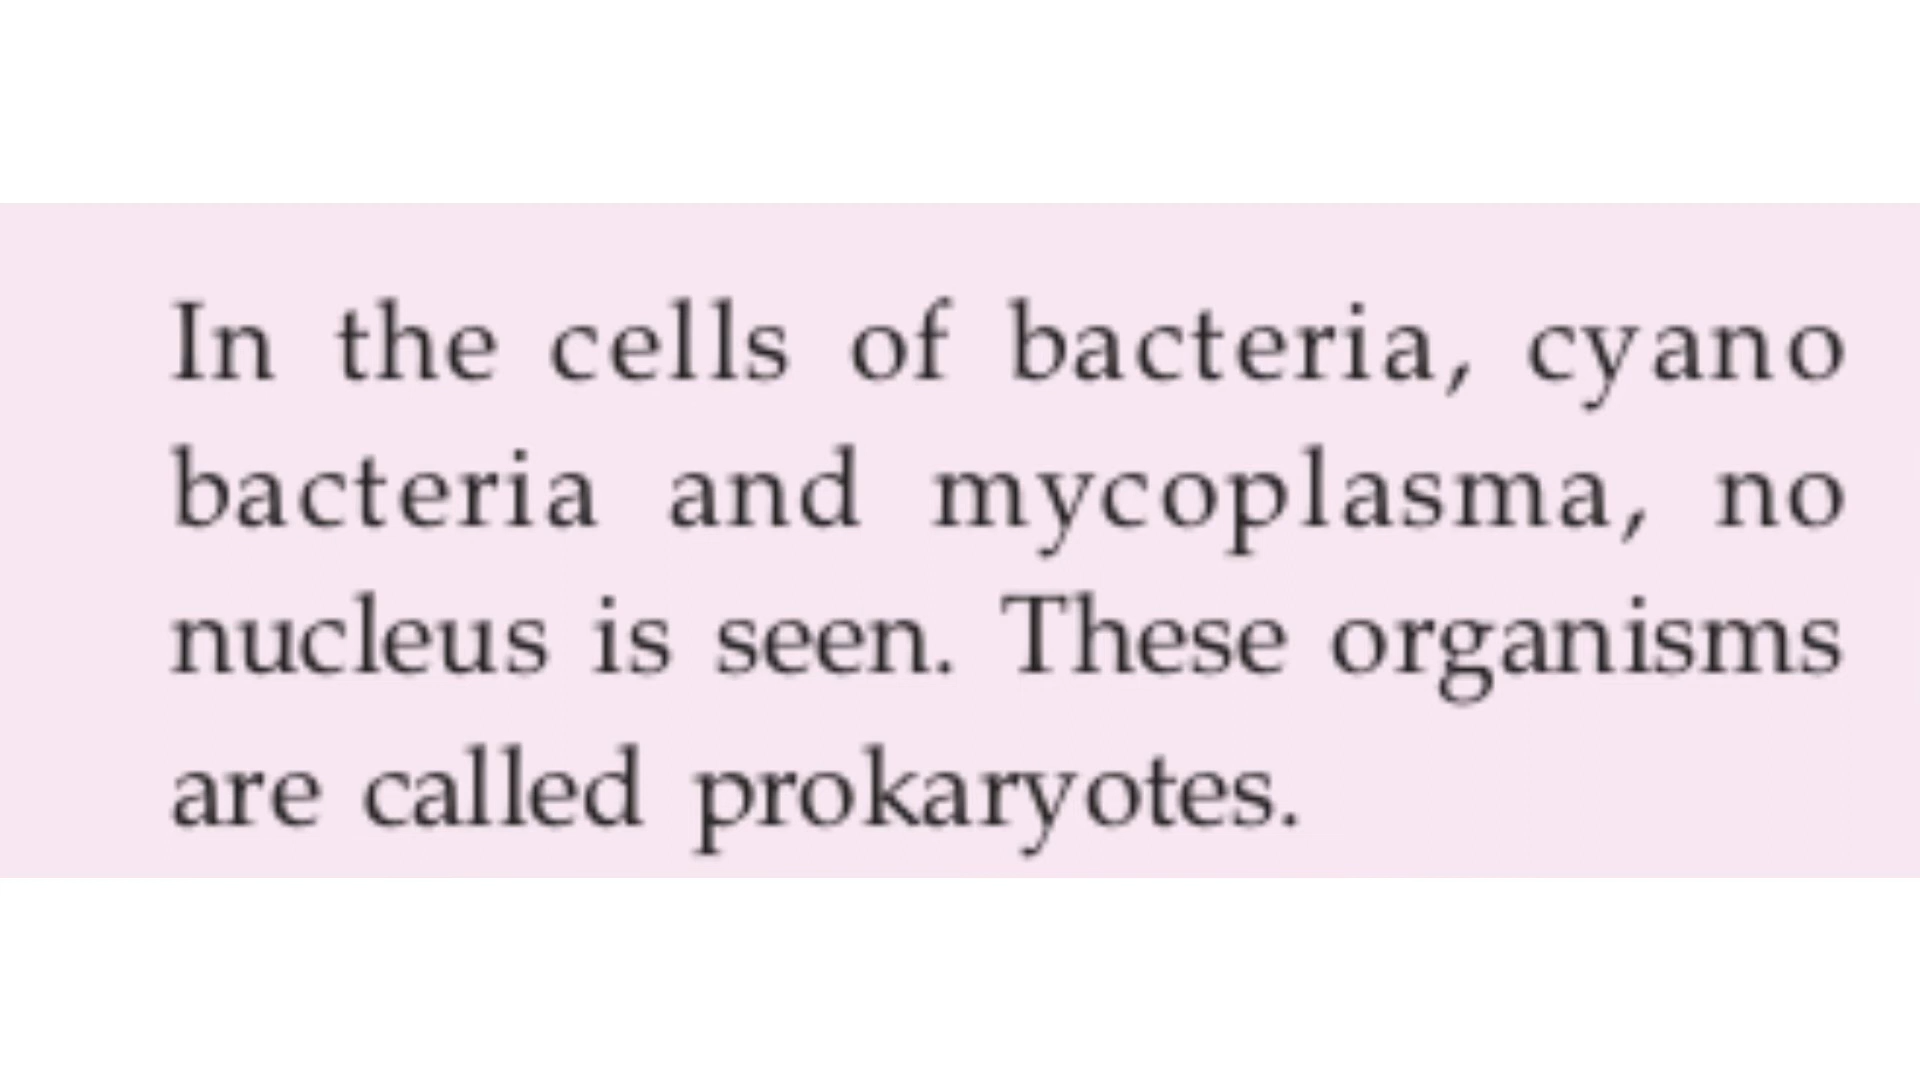 In the cells of bacteria, cyano
bacteria and mycoplasma, no
nucleus is seen. These organisms
are called prokaryotes.